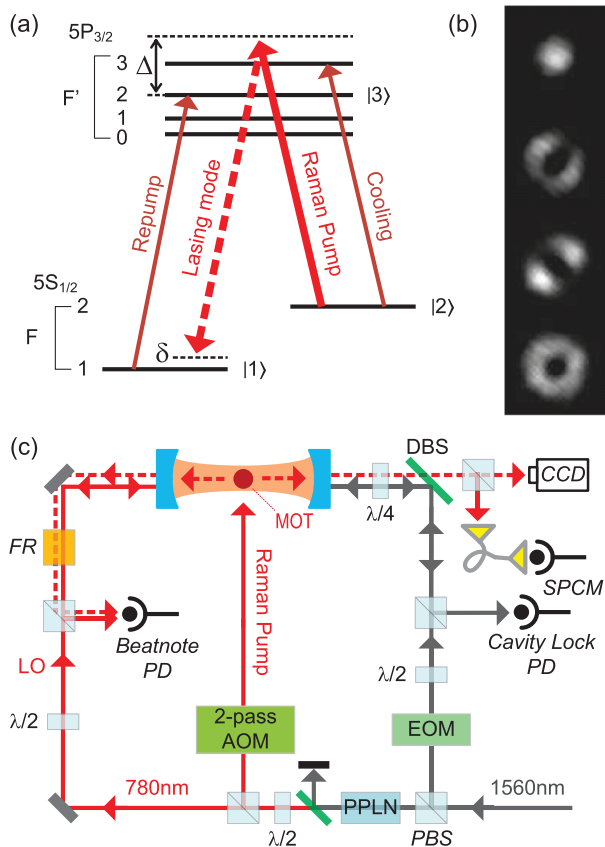 (a)
5P3/2
3
Δ
F'
2
|3⟩
1
0
Repump
Lasing mode
Raman Pump
Cooling
5S1/2
2
|2⟩
F
δ
1
|1⟩
(b)
(c)
DBS
CCD
λ/4
MOT
FR
SPCM
Raman Pump
Beatnote
PD
Cavity Lock
PD
LO
λ/2
λ/2
2-pass
AOM
EOM
780nm
1560nm
PPLN
λ/2
PBS